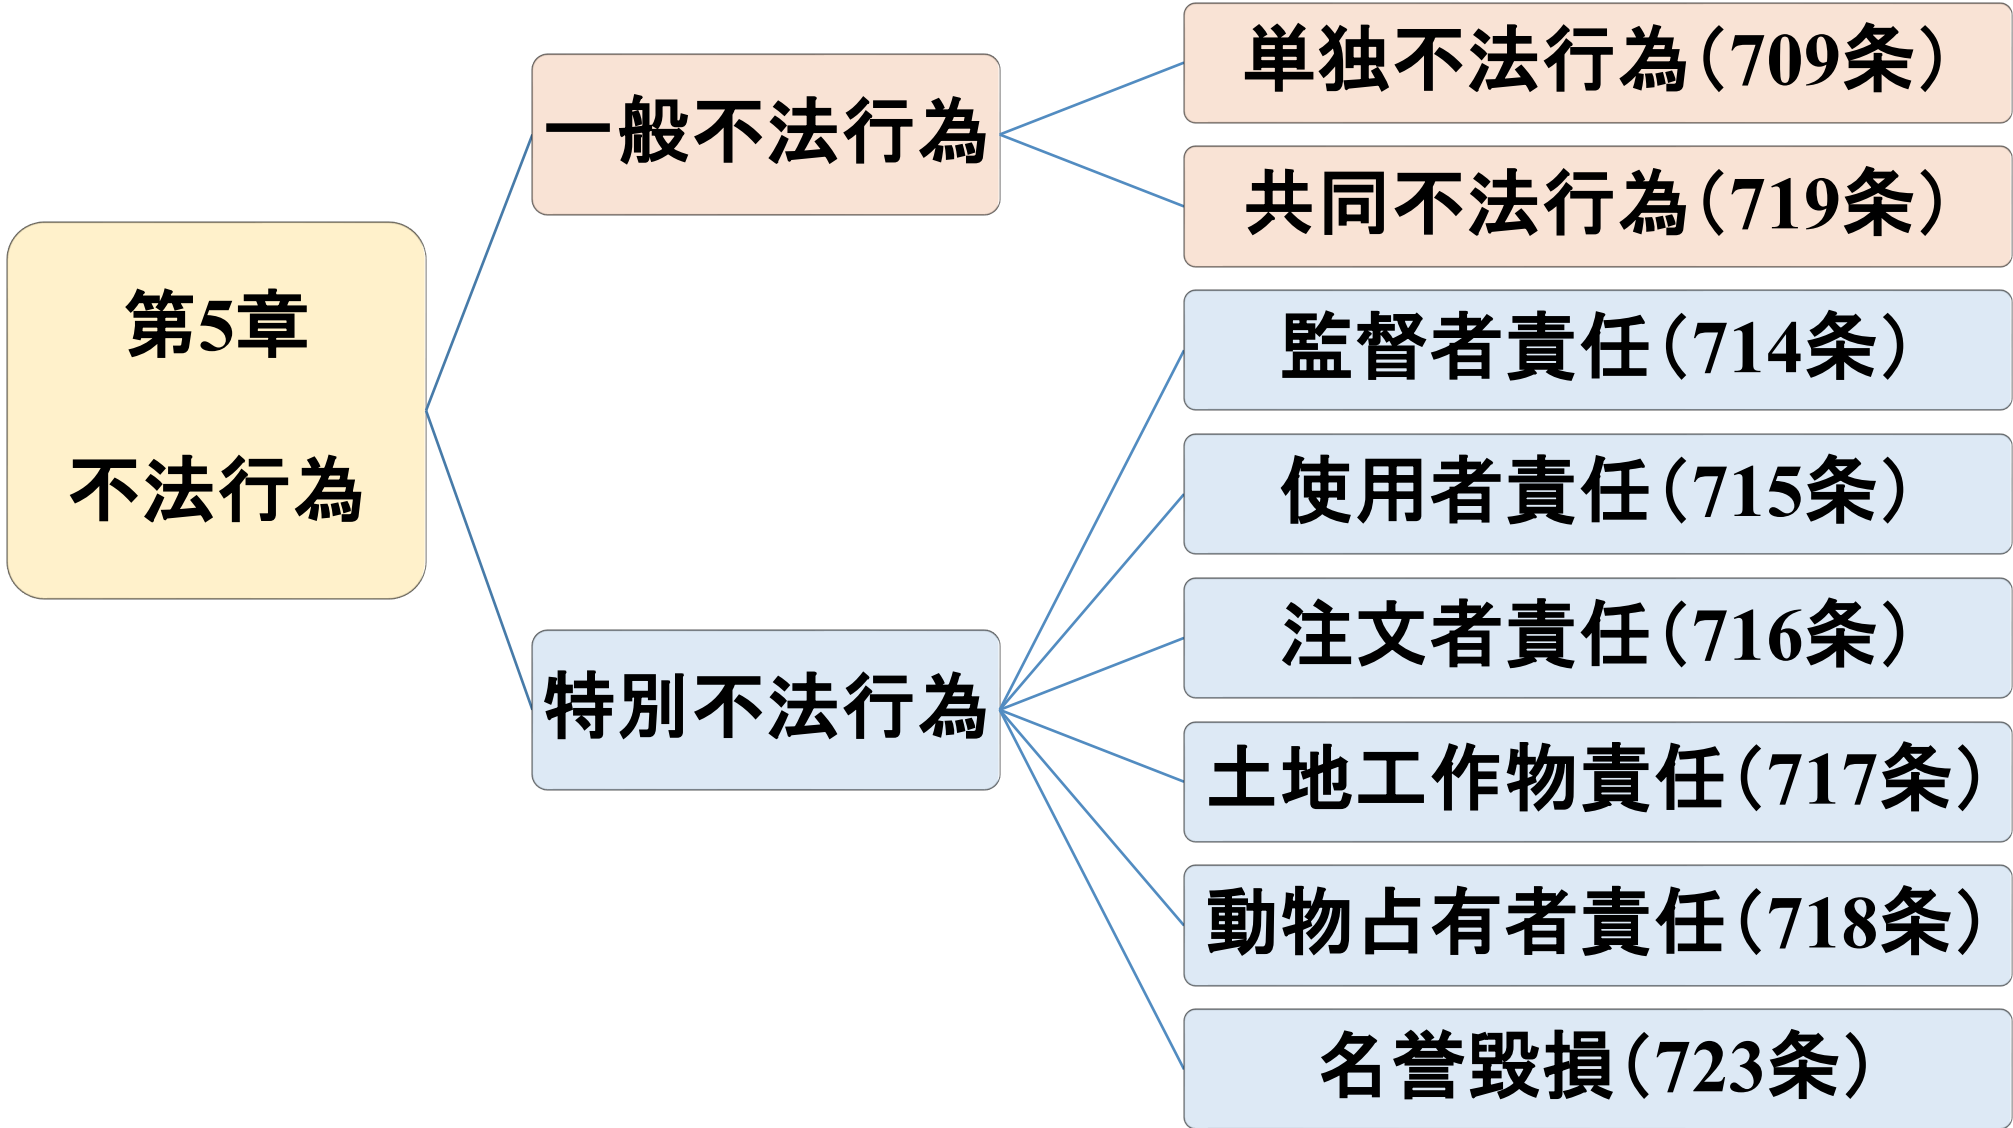 第5章
不法行為
一般不法行為
単独不法行為（709条）
共同不法行為（719条）
特別不法行為
監督者責任（714条）
使用者責任（715条）
注文者責任（716条）
土地工作物責任（717条）
動物占有者責任（718条）
名誉毀損（723条）